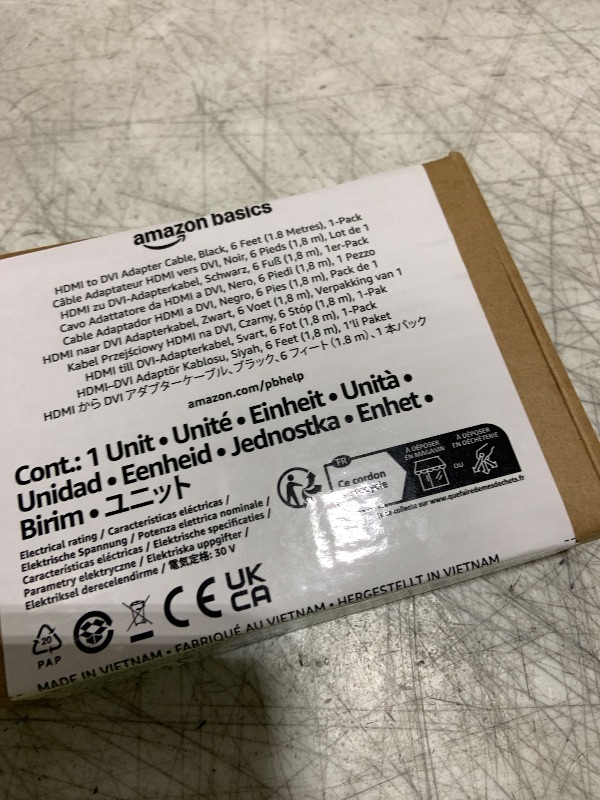 amazon basics
HDMI to DVI Adapter Cable, Black, 6 Feet (1.8 Metres), 1-Pack
Câble Adaptateur HDMI vers DVI, Noir, 6 Pieds (1,8 m), Lot de 1
HDMI zu DVI-Adapterkabel, Schwarz, 6 Fuß (1,8 m), 1er-Pack
Cavo Adattatore da HDMI a DVI, Nero, 6 Piedi (1,8 m), 1 Pezzo
Cable Adaptador HDMI a DVI, Negro, 6 Pies (1,8 m), Pack de 1
HDMI naar DVI Adapterkabel, Zwart, 6 Voet (1,8 m), Verpakking van 1
Kabel Przejściowy HDMI na DVI, Czarny, 6 Stóp (1,8 m), 1-Pak
HDMI till DVI-Adapterkabel, Svart, 6 Fot (1,8 m), 1-Pack
HDMI–DVI Adaptör Kablosu, Siyah, 6 Feet (1,8 m), 1'li Paket
HDMI から DVI アダプターケーブル、ブラック、6 フィート (1.8 m) 、1 本パック
amazon.com/pbhelp
Cont.: 1 Unit • Unité • Einheit • Unità •
Unidad • Eenheid • Jednostka • Enhet •
Birim • ユニット
Electrical rating / Caractéristiques électriques /
Elektrische Spannung / Potenza elettrica nominale /
Características eléctricas / Elektrische specificaties /
Parametry elektryczne / Elektriska uppgifter /
Elektriksel derecelendirme / 電気定格: 30 V
FR
Ce cordon
se recycle
À DÉPOSER
EN MAGASIN
OU
À DÉPOSER
EN DÉCHÈTERIE
de collecte sur www.quefairedemesdechets.fr
20
PAP
CE
UK
CA
MADE IN VIETNAM • FABRIQUÉ AU VIETNAM • HERGESTELLT IN VIETNAM